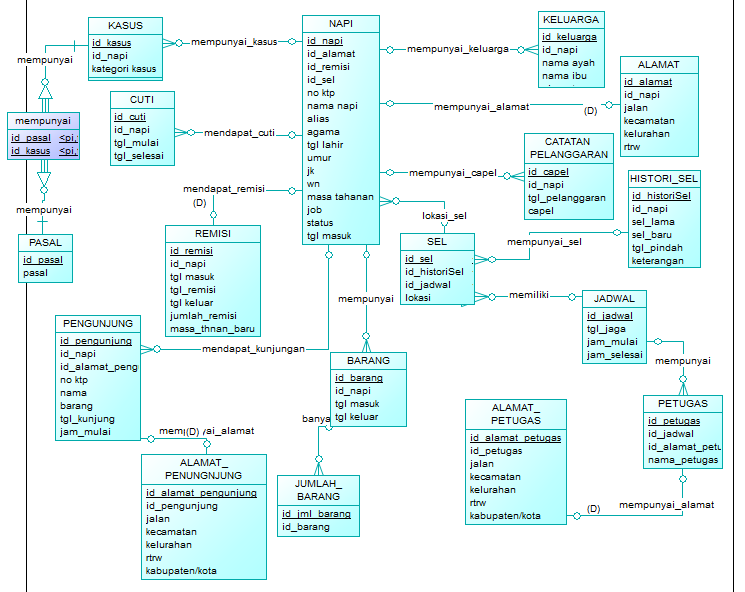 KASUS
id_kasus
id_napi
kategori kasus
mempunyai
mempunyai_kasus
NAPI
id_napi
id_alamat
id_remisi
id_sel
no ktp
nama napi
alias
agama
tgl lahir
umur
jk
wn
masa tahanan
job
status
tgl masuk
KELUARGA
id_keluarga
id_napi
nama ayah
nama ibu
mempunyai_keluarga
ALAMAT
id_alamat
id_napi
jalan
kecamatan
kelurahan
rtrw
mempunyai_alamat
(D)
CUTI
id_cuti
id_napi
tgl_mulai
tgl_selesai
mendapat_cuti
mempunyai
id_pasal <pi,
id_kasus <pi,
mempunyai
PASAL
id_pasal
pasal
CATATAN
PELANGGARAN
id_capel
id_napi
tgl_pelanggaran
capel
mempunyai_capel
HISTORI_SEL
id_historiSel
id_napi
sel_lama
sel_baru
tgl_pindah
keterangan
mendapat_remisi
(D)
REMISI
id_remisi
id_napi
tgl masuk
tgl_remisi
tgl keluar
jumlah_remisi
masa_thnan_baru
lokasi_sel
SEL
id_sel
id_historiSel
id_jadwal
lokasi
mempunyai_sel
memiliki
JADWAL
id_jadwal
tgl_jaga
jam_mulai
jam_selesai
mempunyai
mempunyai
PENGUNJUNG
id_pengunjung
id_napi
id_alamat_peng
no ktp
nama
barang
tgl_kunjung
jam_mulai
mendapat_kunjungan
BARANG
id_barang
id_napi
tgl masuk
tgl keluar
banya
JUMLAH_
BARANG
id_jml_barang
id_barang
ALAMAT_
PETUGAS
id_alamat_petugas
id_petugas
jalan
kecamatan
kelurahan
rtrw
kabupaten/kota
PETUGAS
id_petugas
id_jadwal
id_alamat_petu
nama_petugas
mempunyai_alamat
(D)
mem (D) yai_alamat
ALAMAT_
PENUNGNJUNG
id_alamat_pengunjung
id_pengunjung
jalan
kecamatan
kelurahan
rtrw
kabupaten/kota